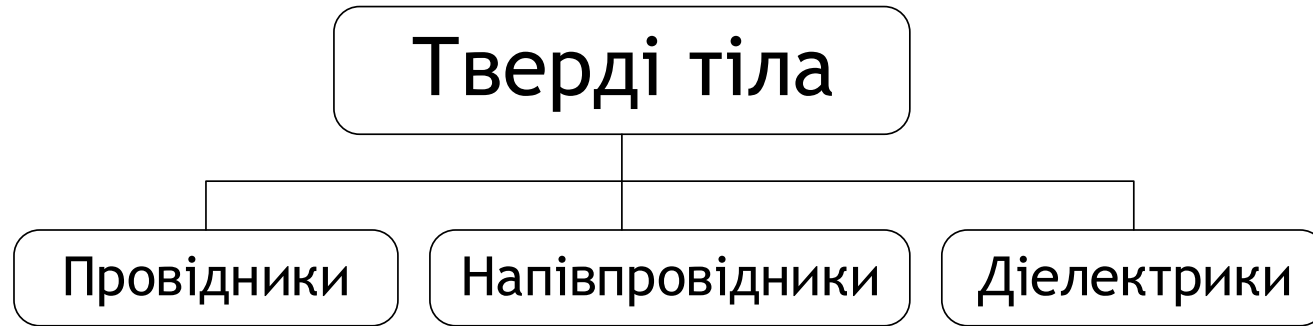 Тверді тіла
Провідники
Напівпровідники
Діелектрики